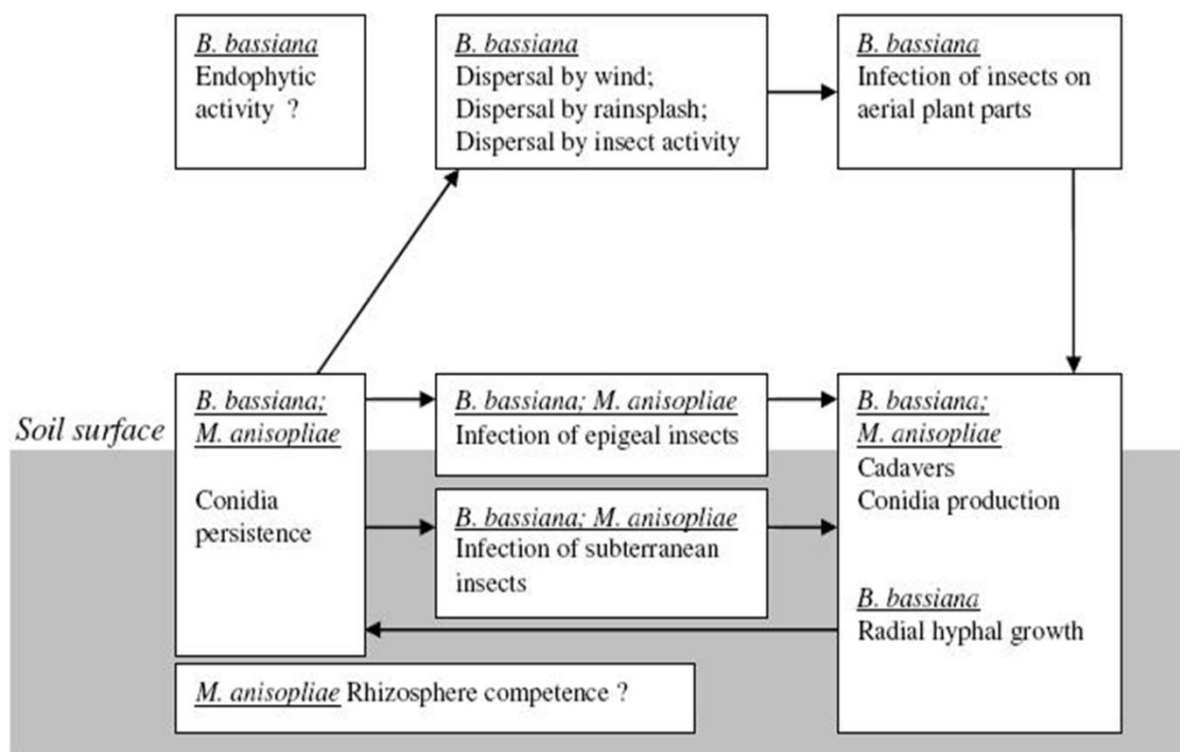 B. bassiana
Endophytic
activity ?
B. bassiana
Dispersal by wind;
Dispersal by rainsplash;
Dispersal by insect activity
B. bassiana
Infection of insects on
aerial plant parts
Soil surface
B. bassiana;
M. anisopliae
Conidia
persistence
B. bassiana; M. anisopliae
Infection of epigeal insects
B. bassiana; M. anisopliae
Infection of subterranean
insects
B. bassiana;
M. anisopliae
Cadavers
Conidia production
B. bassiana
Radial hyphal growth
M. anisopliae Rhizosphere competence ?